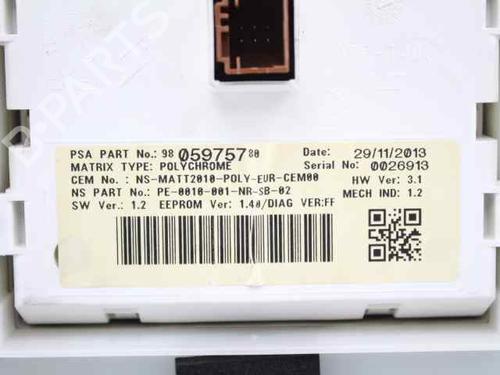 PSA PART No.: 98 059757 80 Date: 29/11/2013
MATRIX TYPE: POLYCHROME Serial No: 0026913
CEM No.: NS-MATT2010-POLY-EUR-CEM00 HW Ver: 3.1
NS PART No: PE-0010-001-NR-SB-02 MECH IND: 1.2
SW Ver.: 1.2 EEPROM Ver: 1.40/DIAG VER:FF
B-PARTS